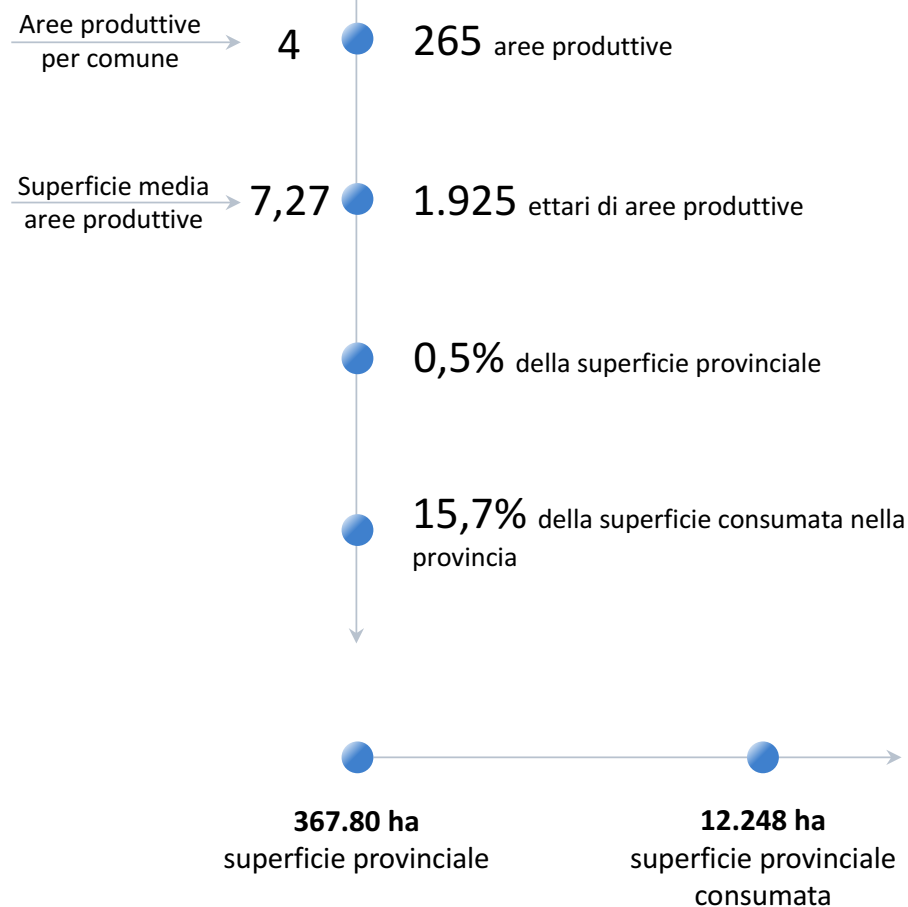 Aree produttive
per comune
4
265 aree produttive
Superficie media
aree produttive
7,27
1.925 ettari di aree produttive
0,5% della superficie provinciale
15,7% della superficie consumata nella
provincia
367.80 ha
superficie provinciale
12.248 ha
superficie provinciale
consumata